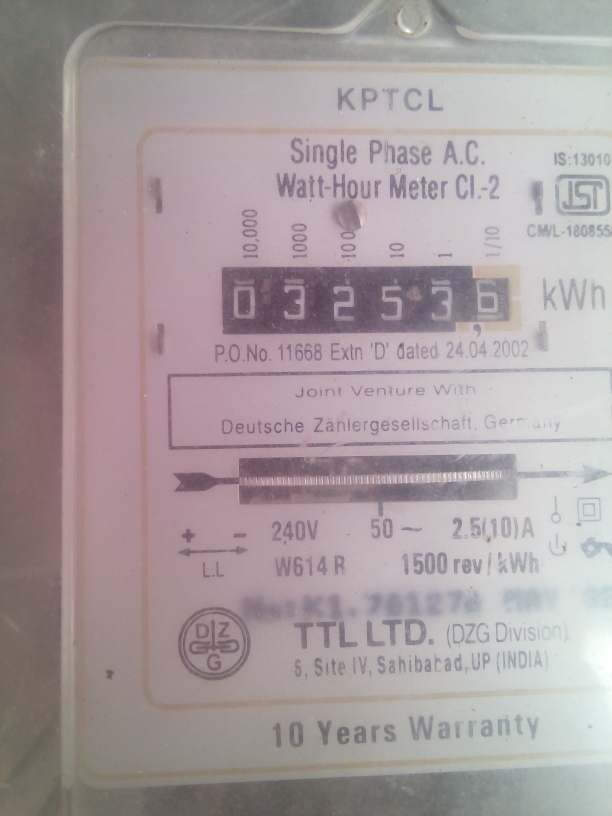 KPTCL
Single Phase A.C.
Watt-Hour Meter Cl.-2
IS:13010
CM/L-180855
10,000 1000 100 10 1 1/10
0 3 2 5 3 6 kWh
P.O.No. 11668 Extn 'D' dated 24.04.2002
Joint Venture With
Deutsche Zählergesellschaft, Germany
+ - 240V 50 ~ 2.5(10)A
L.L W614 R 1500 rev/kWh
DZG
TTL LTD. (DZG Division)
6, Site IV, Sahibabad, UP (INDIA)
10 Years Warranty